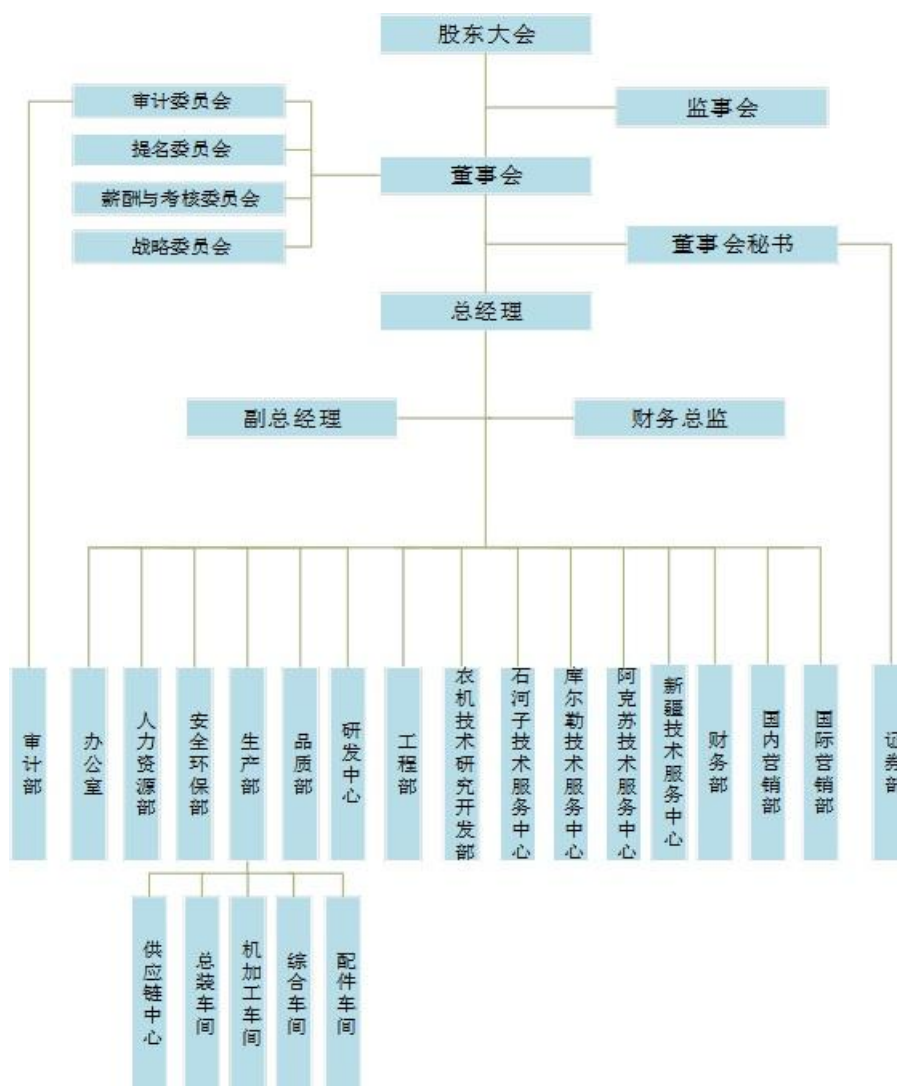 股东大会
审计委员会
监事会
提名委员会
董事会
薪酬与考核委员会
战略委员会
董事会秘书
总经理
副总经理
财务总监
审计部
办公室
人力资源部
安全环保部
生产部
品质部
研发中心
工程部
农机技术研究开发部
石河子技术服务中心
库尔勒技术服务中心
阿克苏技术服务中心
新疆技术服务中心
财务部
国内营销部
国际营销部
证券部
供应链中心
总装车间
机加工车间
综合车间
配件车间